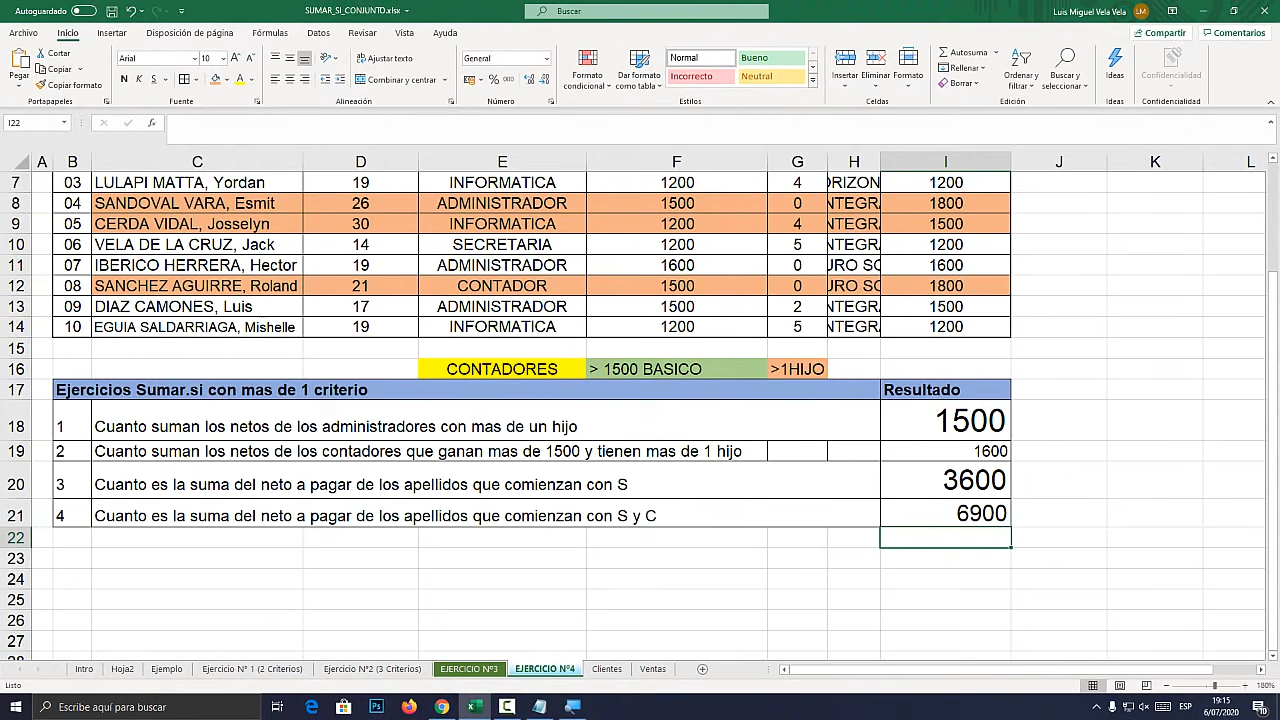 Autoguardado
SUMAR_SI_CONJUNTO.xlsx
Buscar
Luis Miguel Vela Vela
LM
Archivo Inicio Insertar Disposición de página Fórmulas Datos Revisar Vista Ayuda
Compartir Comentarios
Pegar
Cortar
Copiar
Copiar formato
Portapapeles
Arial 10
N K S
Fuente
Ajustar texto
Combinar y centrar
Alineación
General
% 000
Número
Formato condicional
Dar formato como tabla
Normal Bueno
Incorrecto Neutral
Estilos
Insertar Eliminar Formato
Celdas
Autosuma
Rellenar
Borrar
Ordenar y filtrar
Buscar y seleccionar
Edición
Ideas
Ideas
Confidencialidad
Confidencialidad
I22
fx
A B C D E F G H I J K L
7 03 LULAPI MATTA, Yordan 19 INFORMATICA 1200 4 ORIZON 1200
8 04 SANDOVAL VARA, Esmit 26 ADMINISTRADOR 1500 0 NTEGRA 1800
9 05 CERDA VIDAL, Josselyn 30 INFORMATICA 1200 4 NTEGRA 1500
10 06 VELA DE LA CRUZ, Jack 14 SECRETARIA 1200 5 NTEGRA 1200
11 07 IBERICO HERRERA, Hector 19 ADMINISTRADOR 1600 0 URO SO 1600
12 08 SANCHEZ AGUIRRE, Roland 21 CONTADOR 1500 0 URO SO 1800
13 09 DIAZ CAMONES, Luis 17 ADMINISTRADOR 1500 2 NTEGRA 1500
14 10 EGUIA SALDARRIAGA, Mishelle 19 INFORMATICA 1200 5 NTEGRA 1200
15
16 CONTADORES > 1500 BASICO >1HIJO
17 Ejercicios Sumar.si con mas de 1 criterio Resultado
18 1 Cuanto suman los netos de los administradores con mas de un hijo 1500
19 2 Cuanto suman los netos de los contadores que ganan mas de 1500 y tienen mas de 1 hijo 1600
20 3 Cuanto es la suma del neto a pagar de los apellidos que comienzan con S 3600
21 4 Cuanto es la suma del neto a pagar de los apellidos que comienzan con S y C 6900
22
23
24
25
26
27
Intro Hoja2 Ejemplo Ejercicio N° 1 (2 Criterios) Ejercicio N°2 (3 Criterios) EJERCICIO Nº3 EJERCICIO Nº4 Clientes Ventas
Listo
180%
Escribe aquí para buscar
ESP
19:15
6/07/2020